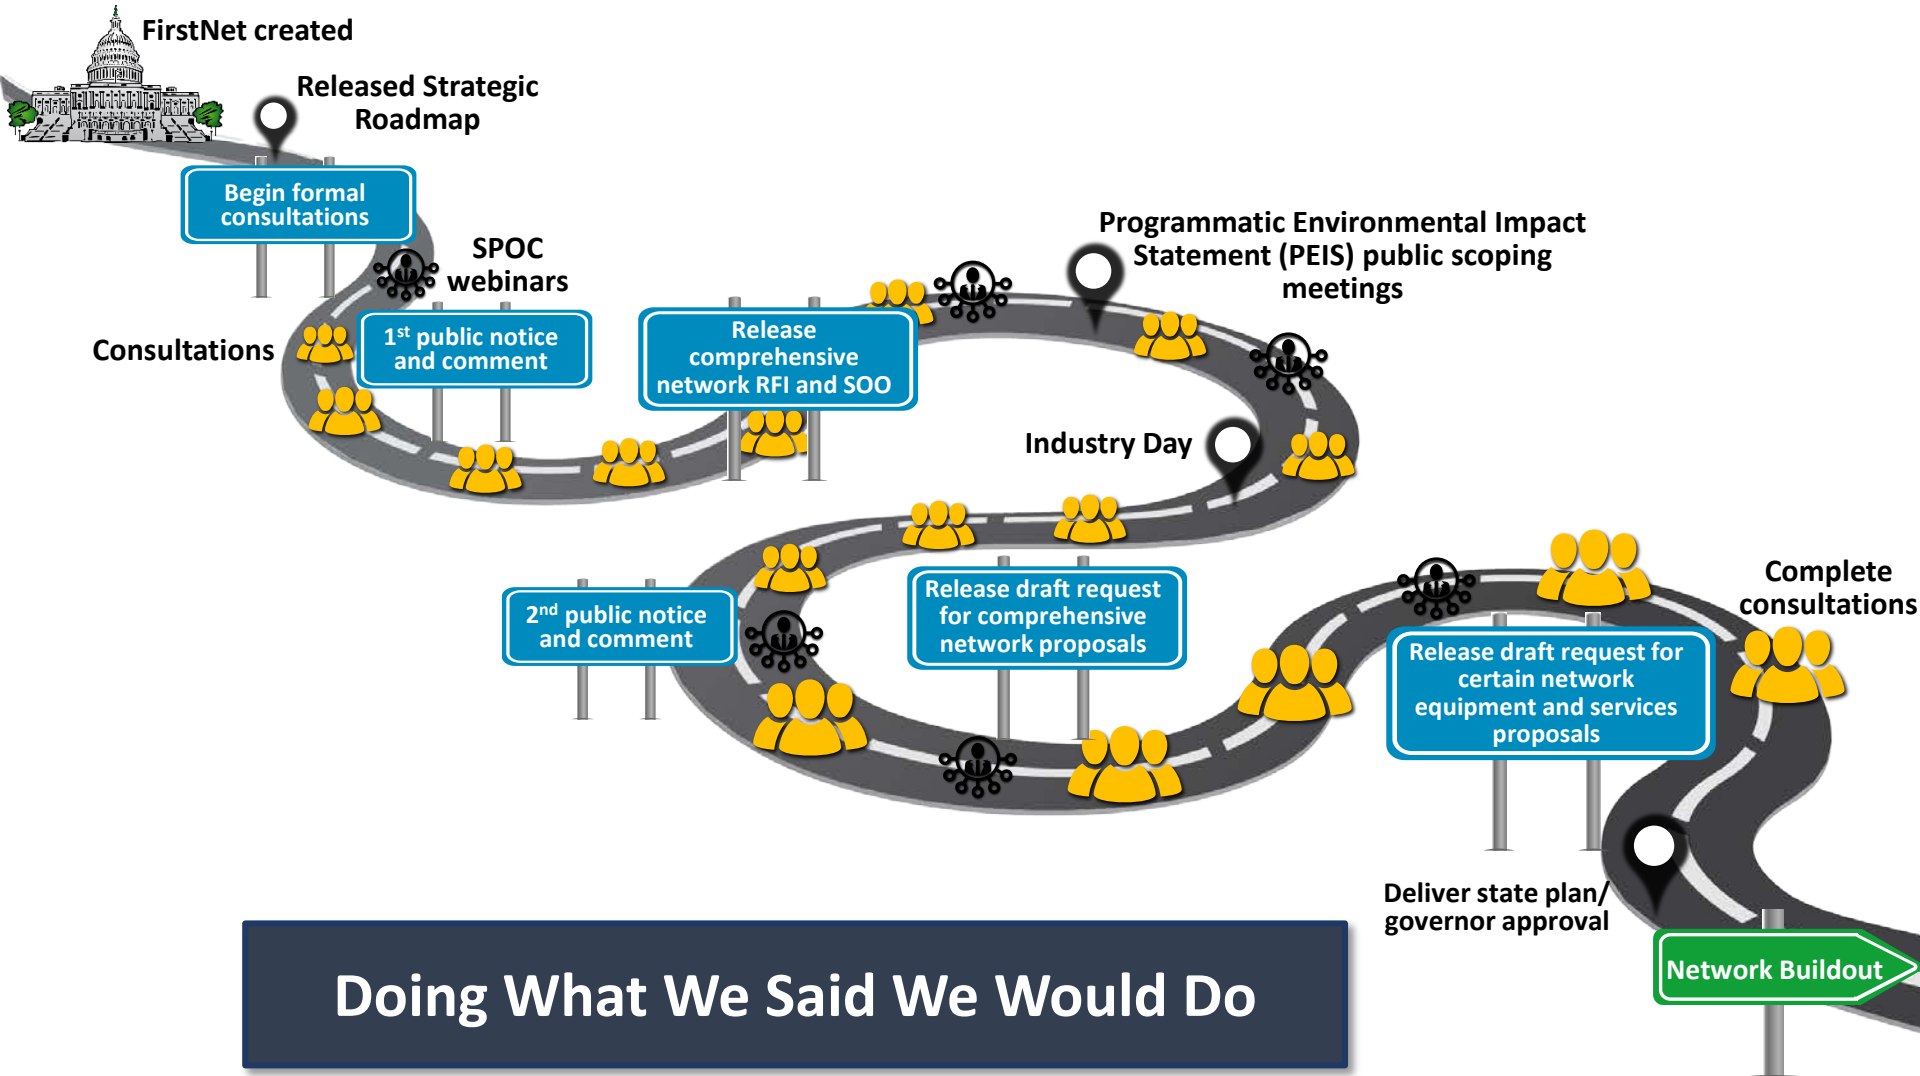 FirstNet created
Released Strategic
Roadmap
Begin formal
consultations
SPOC
webinars
Consultations
1st public notice
and comment
Release
comprehensive
network RFI and SOO
Programmatic Environmental Impact
Statement (PEIS) public scoping
meetings
Industry Day
2nd public notice
and comment
Release draft request
for comprehensive
network proposals
Complete
consultations
Release draft request for
certain network
equipment and services
proposals
Deliver state plan/
governor approval
Network Buildout
Doing What We Said We Would Do